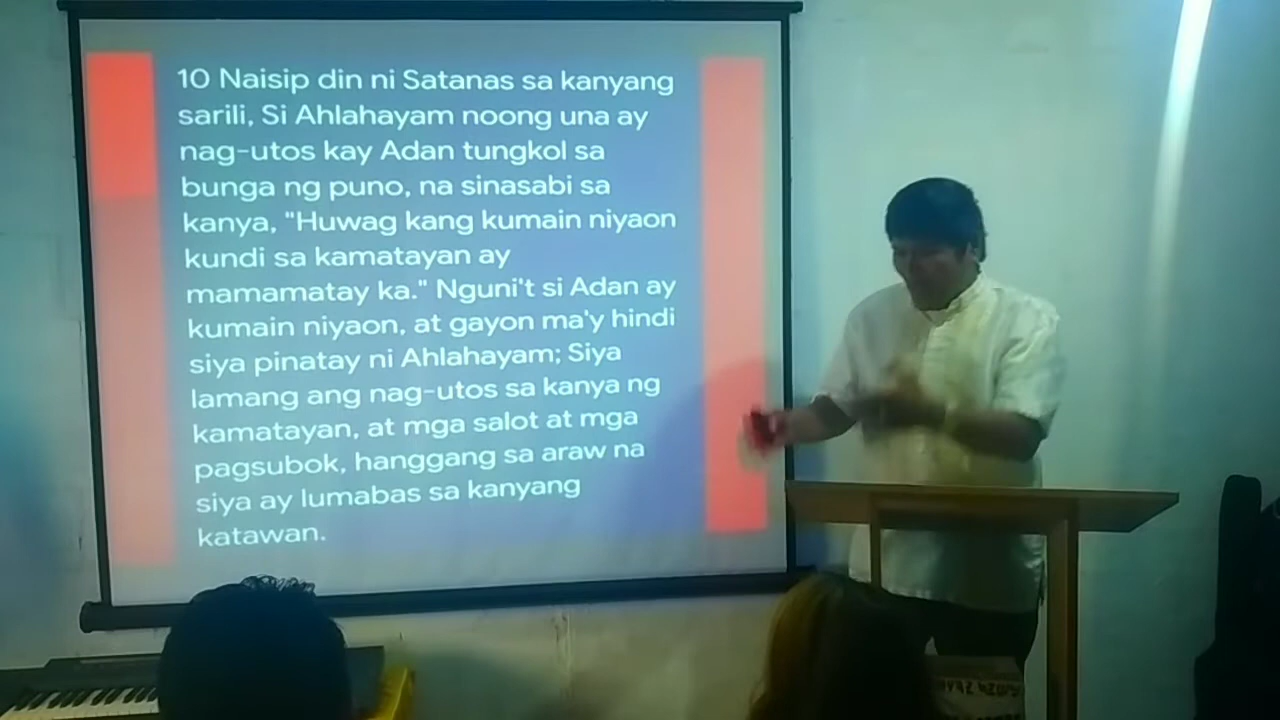 10 Naisip din ni Satanas sa kanyang
sarili, Si Ahlahayam noong una ay
nag-utos kay Adan tungkol sa
bunga ng puno, na sinasabi sa
kanya, "Huwag kang kumain niyaon
kundi sa kamatayan ay
mamamatay ka." Nguni't si Adan ay
kumain niyaon, at gayon ma'y hindi
siya pinatay ni Ahlahayam; Siya
lamang ang nag-utos sa kanya ng
kamatayan, at mga salot at mga
pagsubok, hanggang sa araw na
siya ay lumabas sa kanyang
katawan.